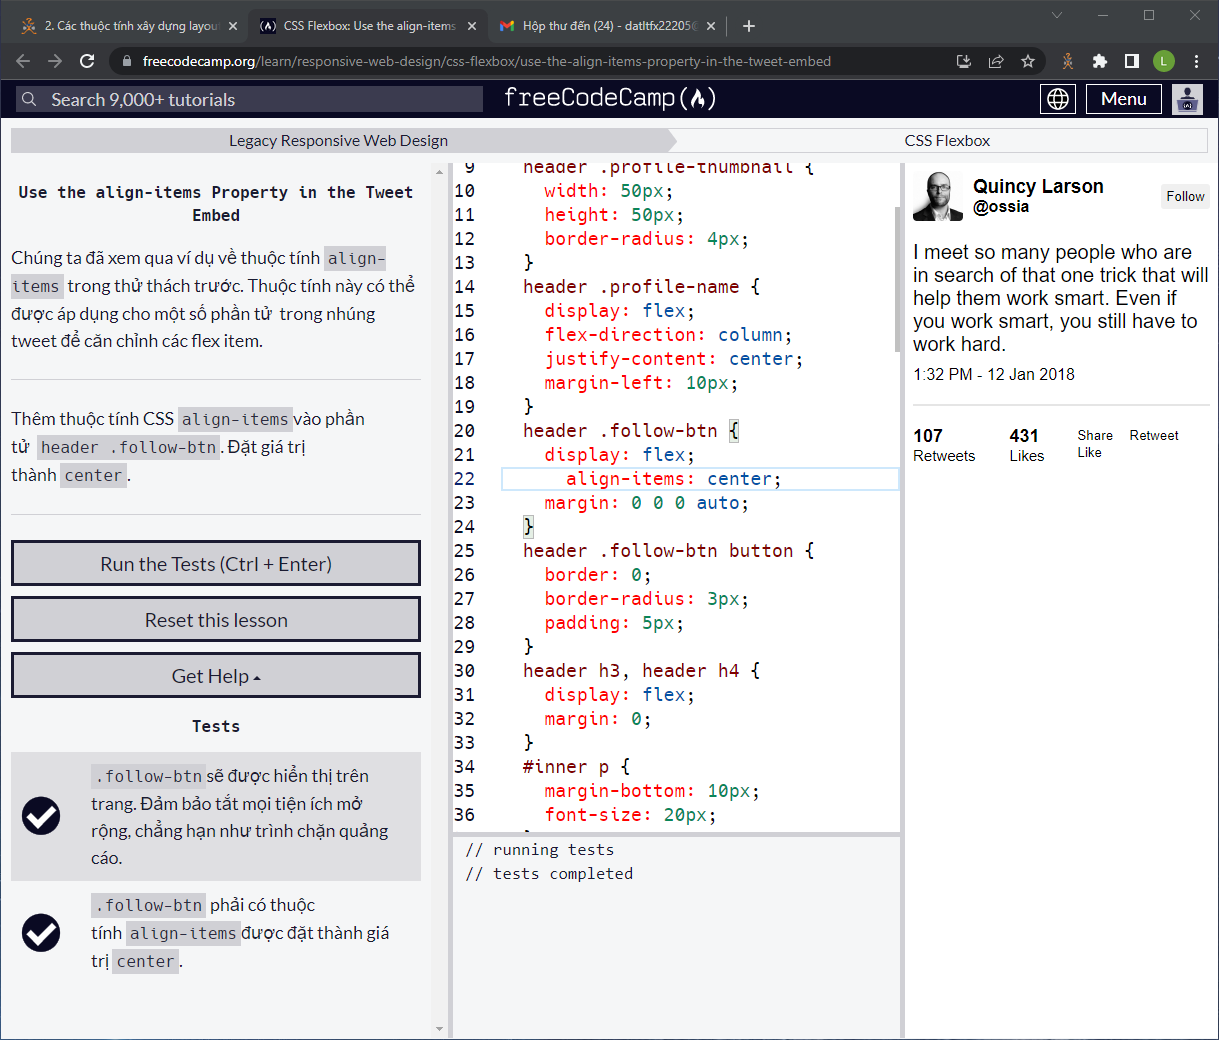 2. Các thuộc tính xây dựng layou
CSS Flexbox: Use the align-items
Hộp thư đến (24) - datltfx22205@
freecodecamp.org/learn/responsive-web-design/css-flexbox/use-the-align-items-property-in-the-tweet-embed
L
Search 9,000+ tutorials
freeCodeCamp
Menu
Legacy Responsive Web Design
CSS Flexbox
Use the align-items Property in the Tweet
Embed
Chúng ta đã xem qua ví dụ về thuộc tính align-
items trong thử thách trước. Thuộc tính này có thể
được áp dụng cho một số phần tử trong nhúng
tweet để căn chỉnh các flex item.
Thêm thuộc tính CSS align-items vào phần
tử header .follow-btn. Đặt giá trị
thành center.
Run the Tests (Ctrl + Enter)
Reset this lesson
Get Help
Tests
.follow-btn sẽ được hiển thị trên
trang. Đảm bảo tắt mọi tiện ích mở
rộng, chẳng hạn như trình chặn quảng
cáo.
.follow-btn phải có thuộc
tính align-items được đặt thành giá
trị center.
9 header .profile-thumbnail {
10 width: 50px;
11 height: 50px;
12 border-radius: 4px;
13 }
14 header .profile-name {
15 display: flex;
16 flex-direction: column;
17 justify-content: center;
18 margin-left: 10px;
19 }
20 header .follow-btn {
21 display: flex;
22 align-items: center;
23 margin: 0 0 0 auto;
24 }
25 header .follow-btn button {
26 border: 0;
27 border-radius: 3px;
28 padding: 5px;
29 }
30 header h3, header h4 {
31 display: flex;
32 margin: 0;
33 }
34 #inner p {
35 margin-bottom: 10px;
36 font-size: 20px;
// running tests
// tests completed
Quincy Larson
@ossia
Follow
I meet so many people who are
in search of that one trick that will
help them work smart. Even if
you work smart, you still have to
work hard.
1:32 PM - 12 Jan 2018
107
Retweets
431
Likes
Share Retweet
Like